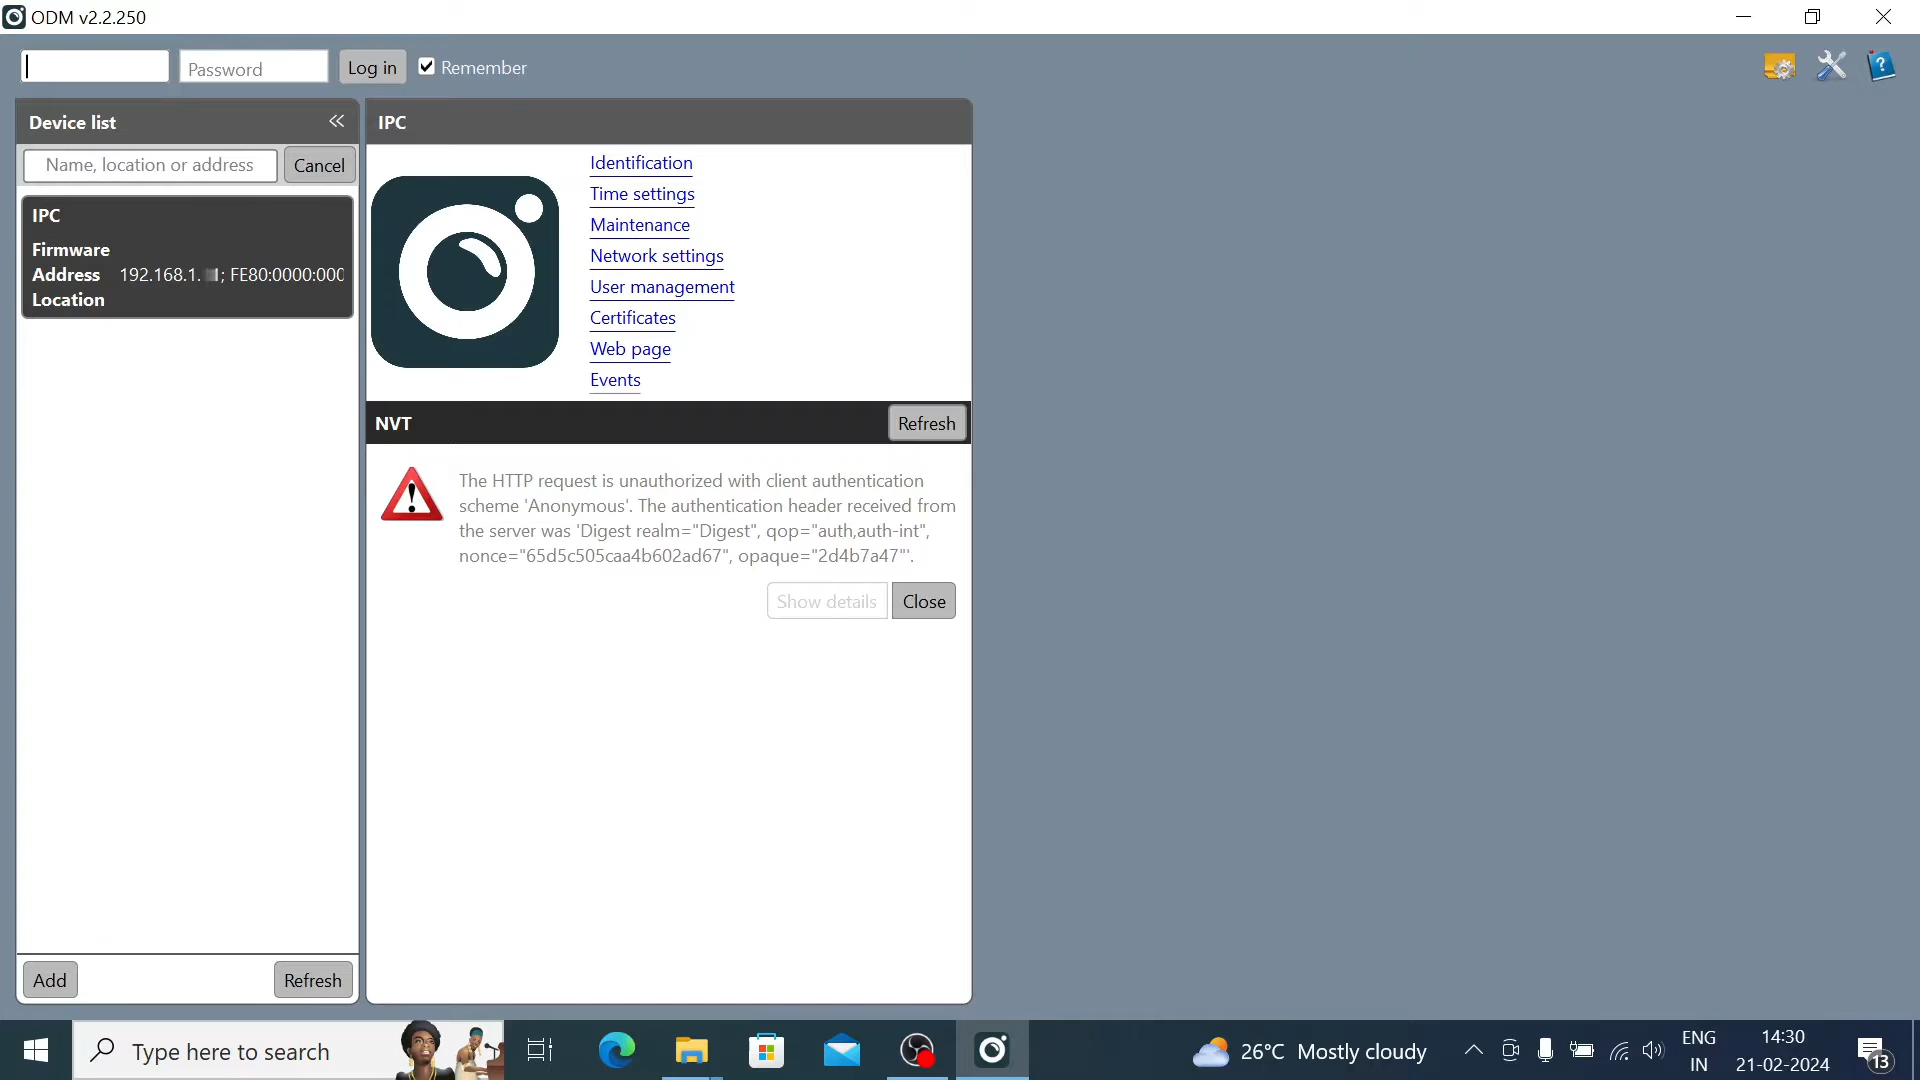 ODM v2.2.250
Password
Log in
Remember
Device list
Name, location or address
Cancel
IPC
Firmware
Address 192.168.1. ; FE80:0000:000
Location
Add
Refresh
IPC
Identification
Time settings
Maintenance
Network settings
User management
Certificates
Web page
Events
NVT
Refresh
The HTTP request is unauthorized with client authentication
scheme 'Anonymous'. The authentication header received from
the server was 'Digest realm="Digest", qop="auth,auth-int",
nonce="65d5c505caa4b602ad67", opaque="2d4b7a47"'.
Show details
Close
Type here to search
26°C Mostly cloudy
ENG
IN
14:30
21-02-2024
13